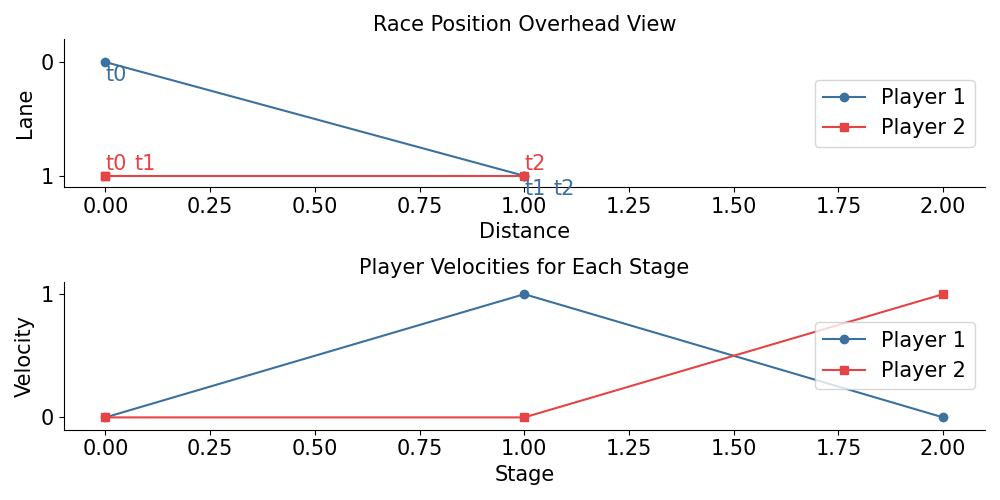 Race Position Overhead View
0
t0
Lane
Player 1
Player 2
t0 t1 t2
1
t1 t2
0.00 0.25 0.50 0.75 1.00 1.25 1.50 1.75 2.00
Distance
Player Velocities for Each Stage
1
Velocity
Player 1
Player 2
0
0.00 0.25 0.50 0.75 1.00 1.25 1.50 1.75 2.00
Stage